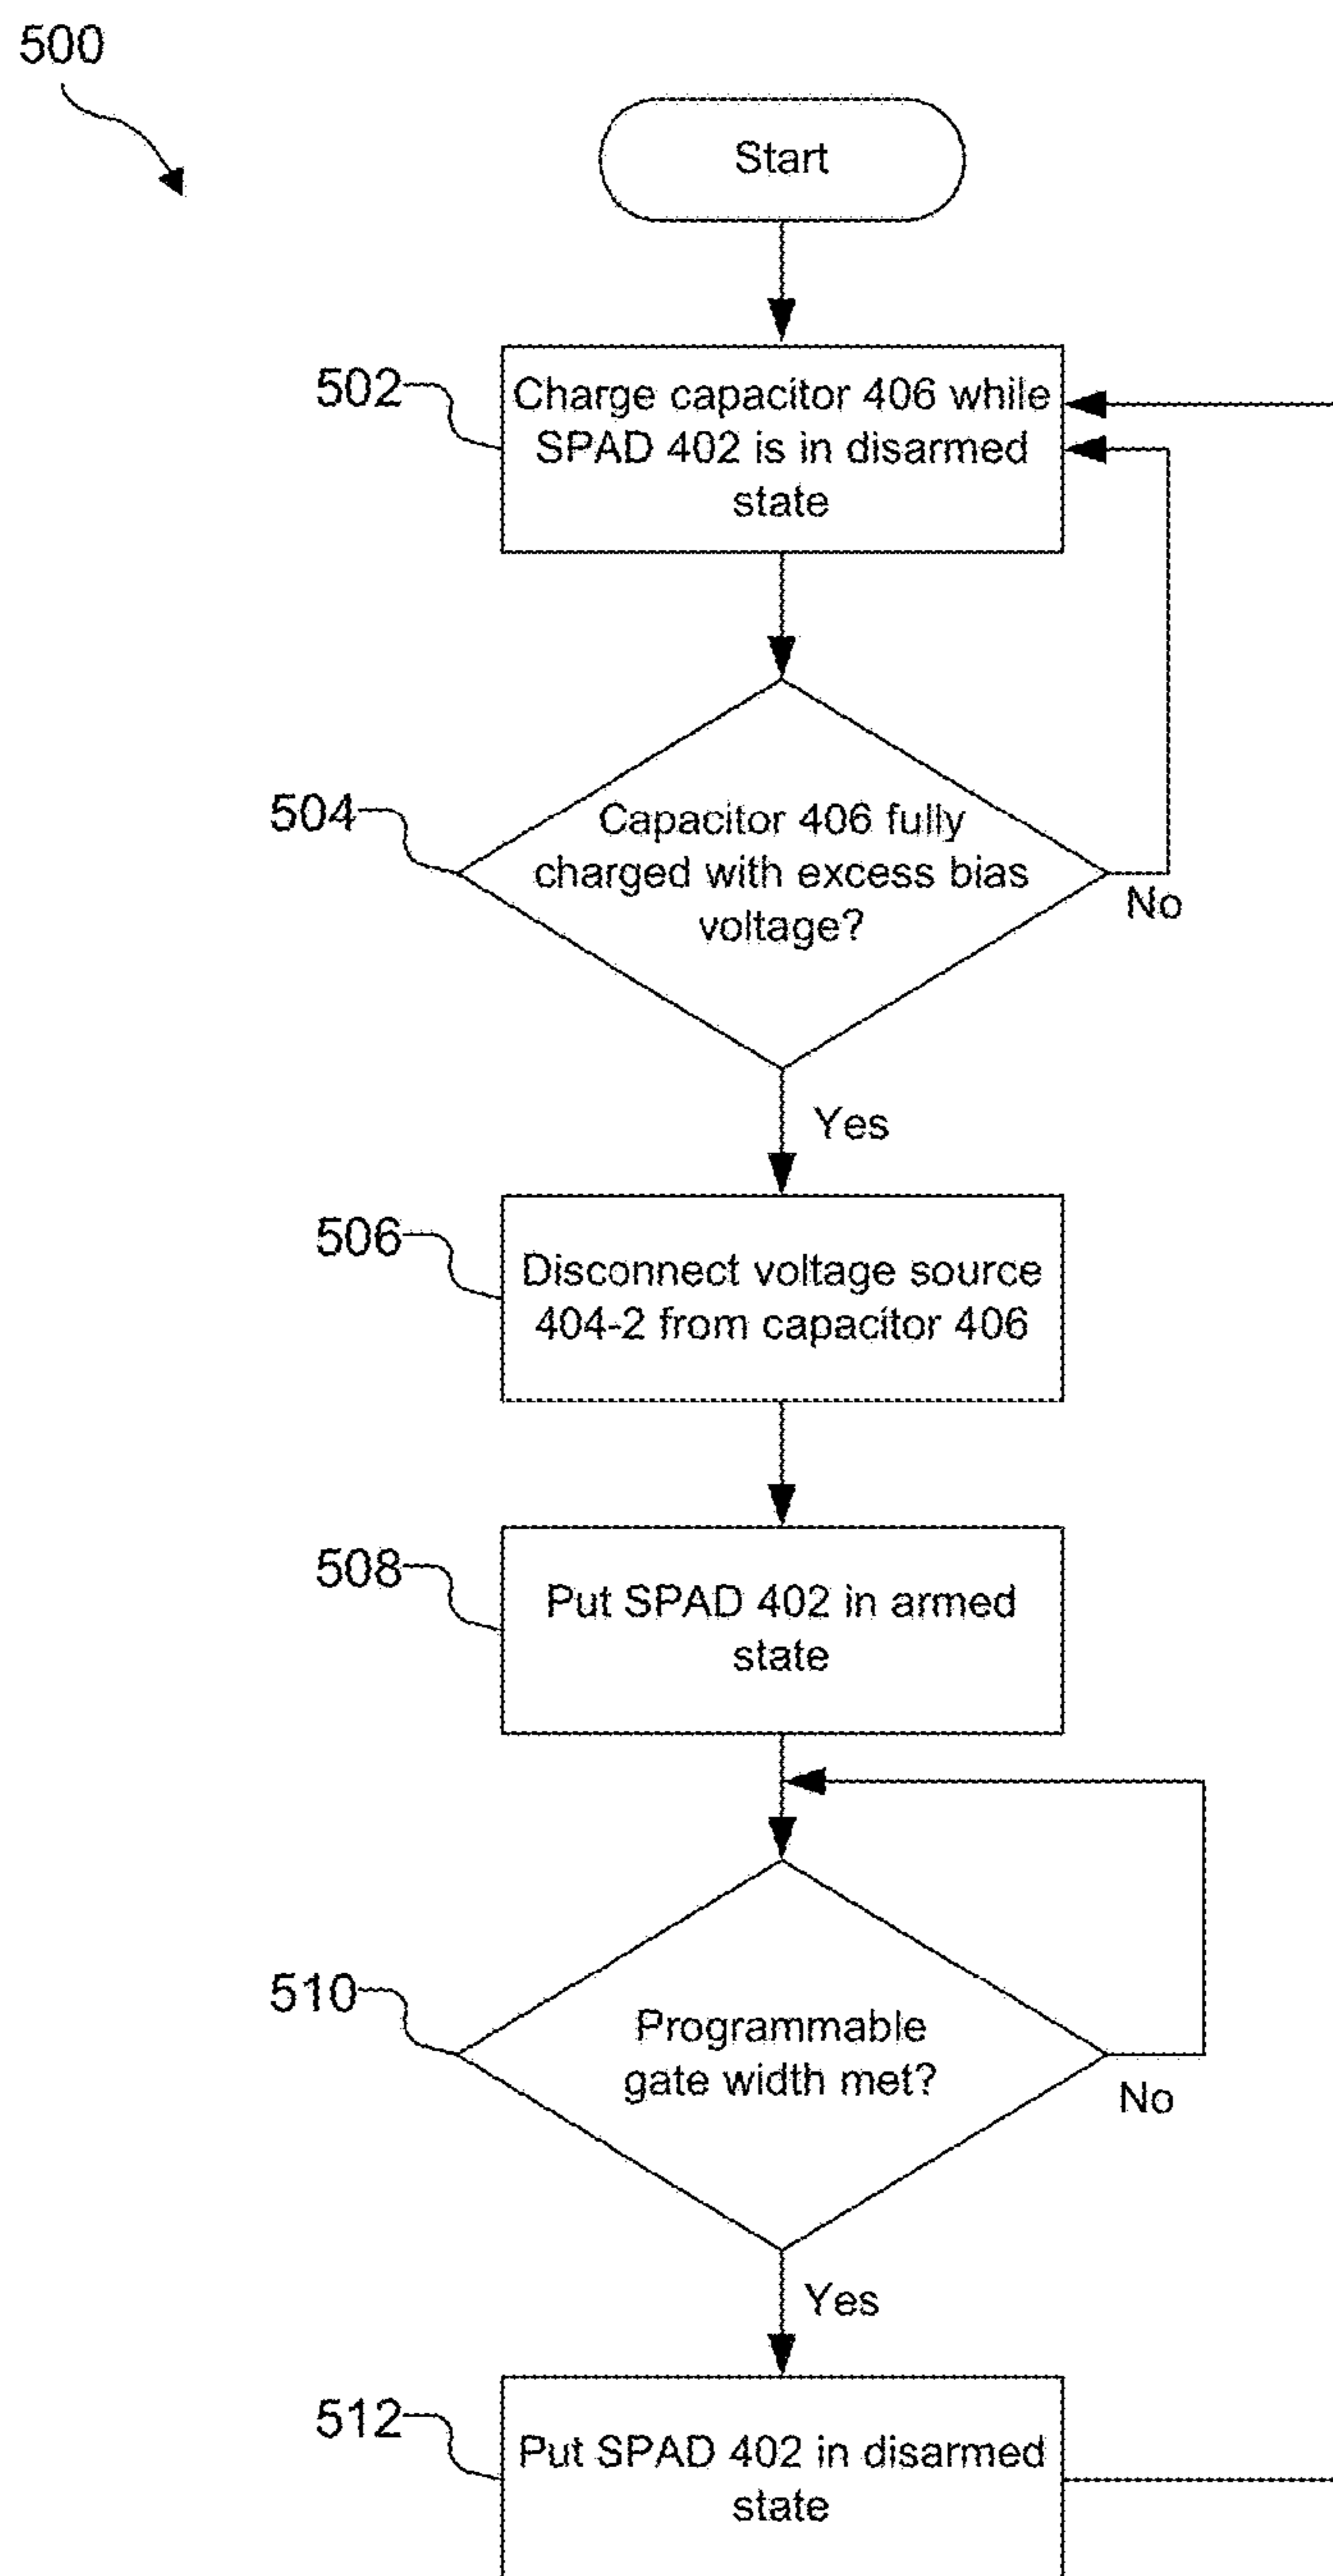 500
Start
502
Charge capacitor 406 while
SPAD 402 is in disarmed
state
504
Capacitor 406 fully
charged with excess bias
voltage?
No
Yes
506
Disconnect voltage source
404-2 from capacitor 406
508
Put SPAD 402 in armed
state
510
Programmable
gate width met?
No
Yes
512
Put SPAD 402 in disarmed
state